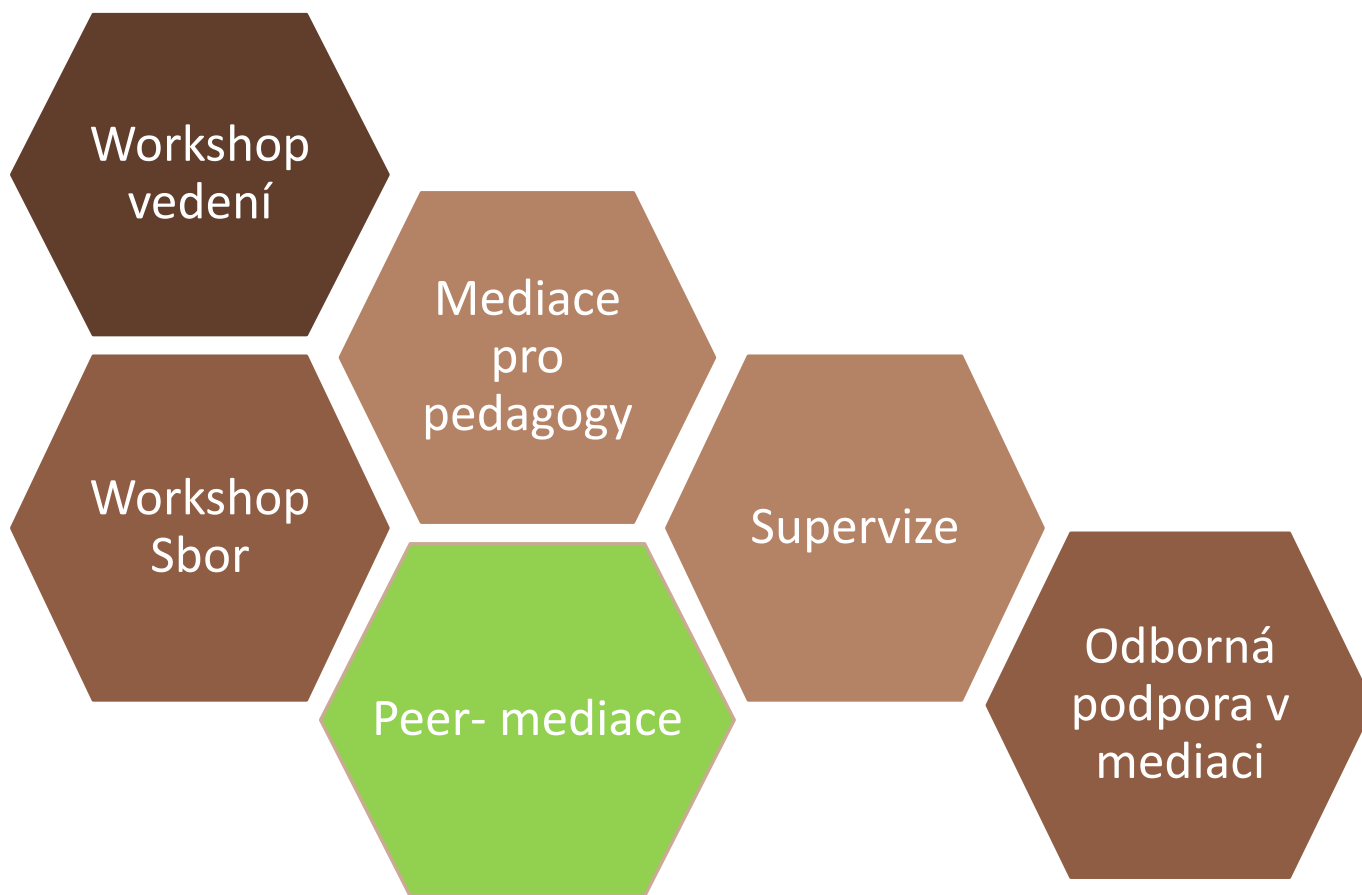 Workshop
vedení
Mediace
pro
pedagogy
Workshop
Sbor
Supervize
Peer- mediace
Odborná
podpora v
mediaci